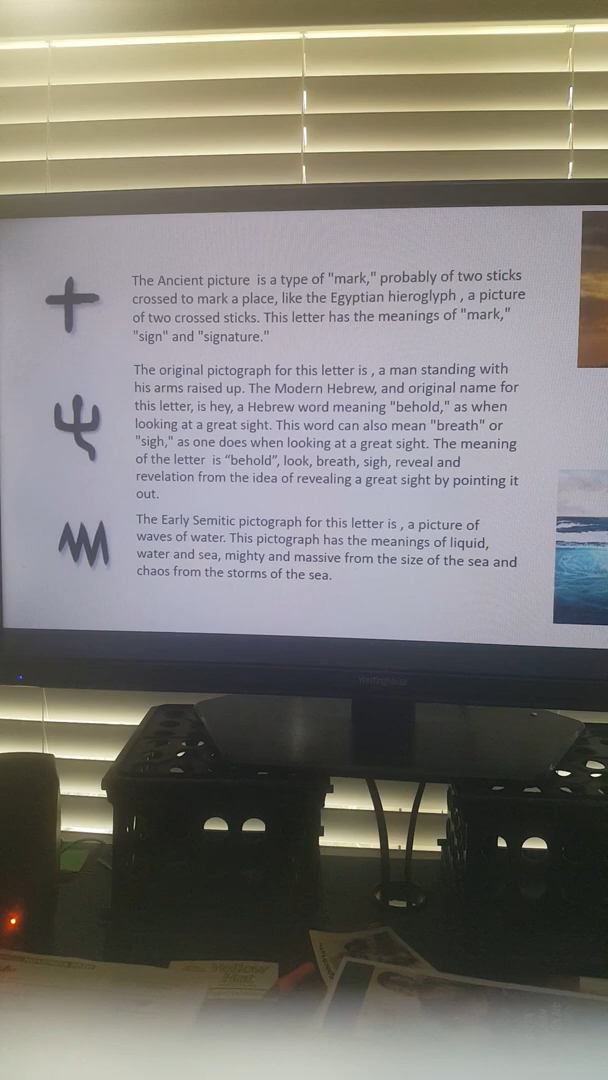 The Ancient picture is a type of "mark," probably of two sticks
crossed to mark a place, like the Egyptian hieroglyph , a picture
of two crossed sticks. This letter has the meanings of "mark,"
"sign" and "signature."
The original pictograph for this letter is , a man standing with
his arms raised up. The Modern Hebrew, and original name for
this letter, is hey, a Hebrew word meaning "behold," as when
looking at a great sight. This word can also mean "breath" or
"sigh," as one does when looking at a great sight. The meaning
of the letter is “behold”, look, breath, sigh, reveal and
revelation from the idea of revealing a great sight by pointing it
out.
The Early Semitic pictograph for this letter is , a picture of
waves of water. This pictograph has the meanings of liquid,
water and sea, mighty and massive from the size of the sea and
chaos from the storms of the sea.
Westinghouse